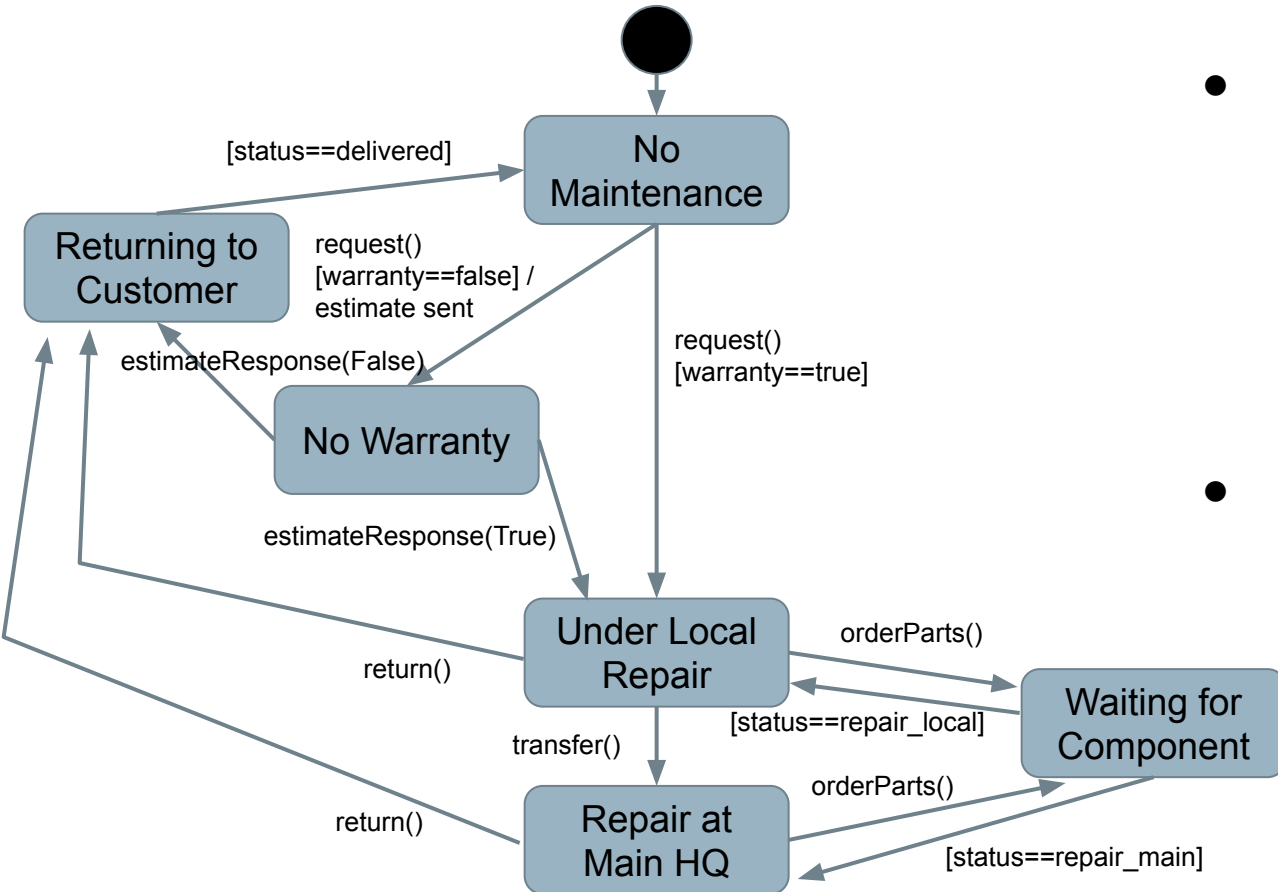 No
Maintenance
[status==delivered]
Returning to
Customer
request()
[warranty==false] /
estimate sent
request()
[warranty==true]
estimateResponse(False)
No Warranty
estimateResponse(True)
Under Local
Repair
orderParts()
return()
Waiting for
Component
[status==repair_local]
transfer()
orderParts()
return()
Repair at
Main HQ
[status==repair_main]